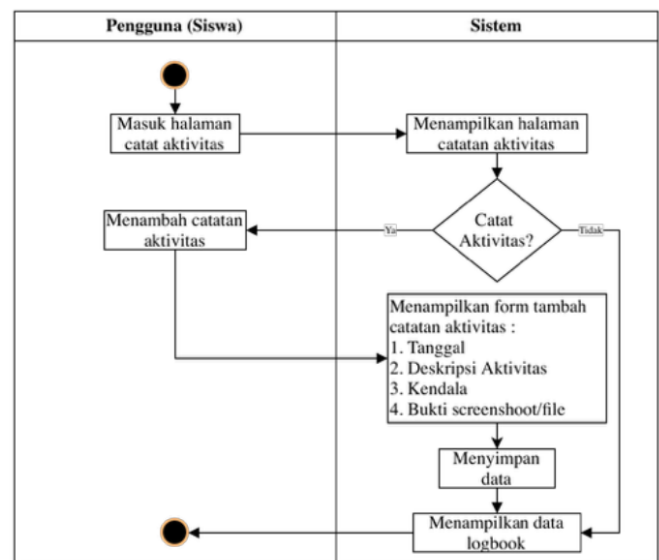 Pengguna (Siswa)
Sistem
Masuk halaman
catat aktivitas
Menampilkan halaman
catatan aktivitas
Catat
Aktivitas?
Ya
Tidak
Menambah catatan
aktivitas
Menampilkan form tambah
catatan aktivitas :
1. Tanggal
2. Deskripsi Aktivitas
3. Kendala
4. Bukti screenshoot/file
Menyimpan
data
Menampilkan data
logbook